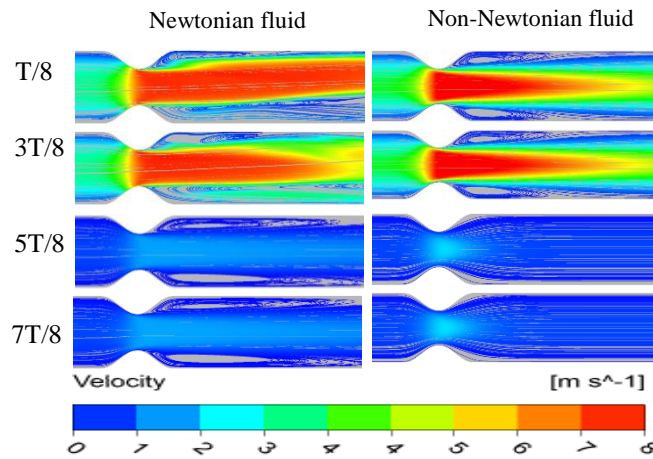 Newtonian fluid Non-Newtonian fluid
T/8
3T/8
5T/8
7T/8
Velocity [m s^-1]
0 1 2 3 4 5 6 7 8